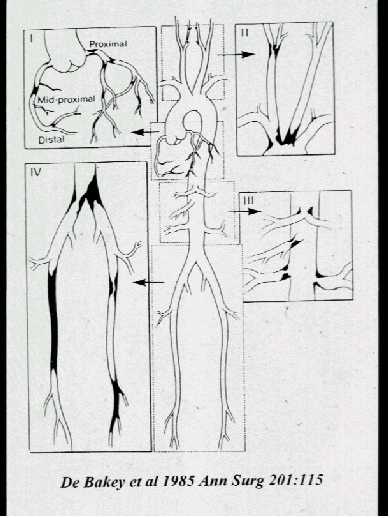 I
Proximal
Mid-proximal
Distal
II
IV
III
De Bakey et al 1985 Ann Surg 201:115